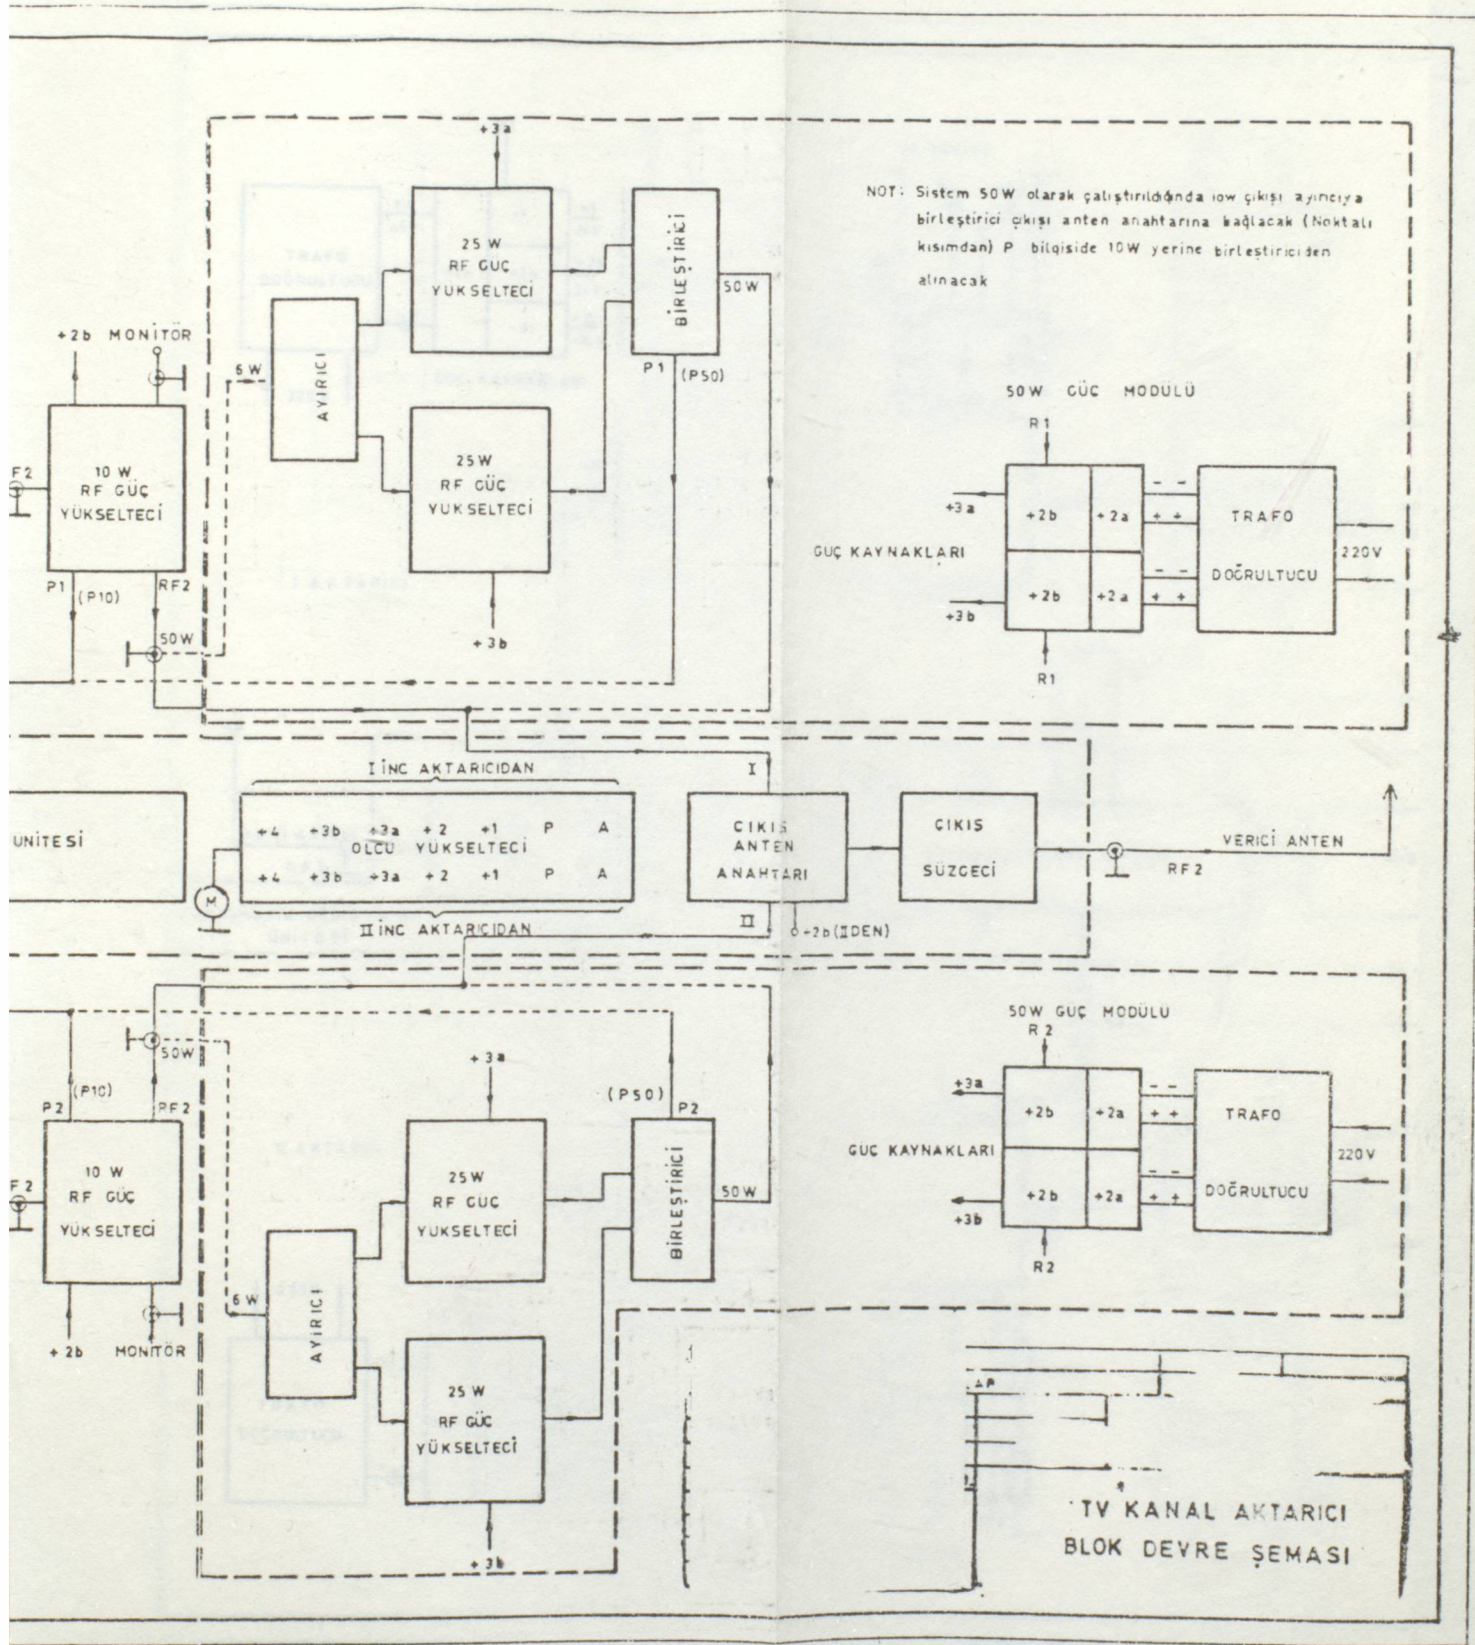 +3a
25 W
RF GÜÇ
YÜKSELTECİ
BİRLEŞTİRİCİ
50W
P1
(P50)
NOT: Sistem 50W olarak çalıştırıldığında 10W çıkışı ayırıcıya
birleştirici çıkışı anten anahtarına bağlacak (Noktalı
kısımdan) P bilgiside 10W yerine birleştiriciden
alınacak
+2b
MONİTÖR
6 W
AYIRICI
F2
10 W
RF GÜÇ
YÜKSELTECİ
25W
RF GÜÇ
YÜKSELTECİ
P1
(P10)
RF2
50W
+3b
50W GÜÇ MODÜLÜ
R1
+3a
+2b
+2a
- -
+ +
TRAFO
GÜÇ KAYNAKLARI
220V
+3b
+2b
+2a
- -
+ +
DOĞRULTUCU
R1
I İNC AKTARICIDAN
I
UNİTESİ
+4 +3b +3a +2 +1 P A
OLCU YÜKSELTECİ
+4 +3b +3a +2 +1 P A
M
II İNC AKTARICIDAN
ÇIKIŞ
ANTEN
ANAHTARI
II
+2b (IIDEN)
ÇIKIS
SÜZGECİ
RF2
VERİCİ ANTEN
50W
(P10)
P2
RF2
F2
10 W
RF GÜÇ
YÜKSELTECİ
+2b
MONİTÖR
6 W
AYIRICI
+3a
25W
RF GÜÇ
YÜKSELTECİ
(P50)
P2
BİRLEŞTİRİCİ
50W
25 W
RF GÜÇ
YÜKSELTECİ
+3b
50W GÜÇ MODÜLÜ
R2
+3a
+2b
+2a
- -
+ +
TRAFO
GÜÇ KAYNAKLARI
220V
+3b
+2b
+2a
- -
+ +
DOĞRULTUCU
R2
TV KANAL AKTARICI
BLOK DEVRE ŞEMASI